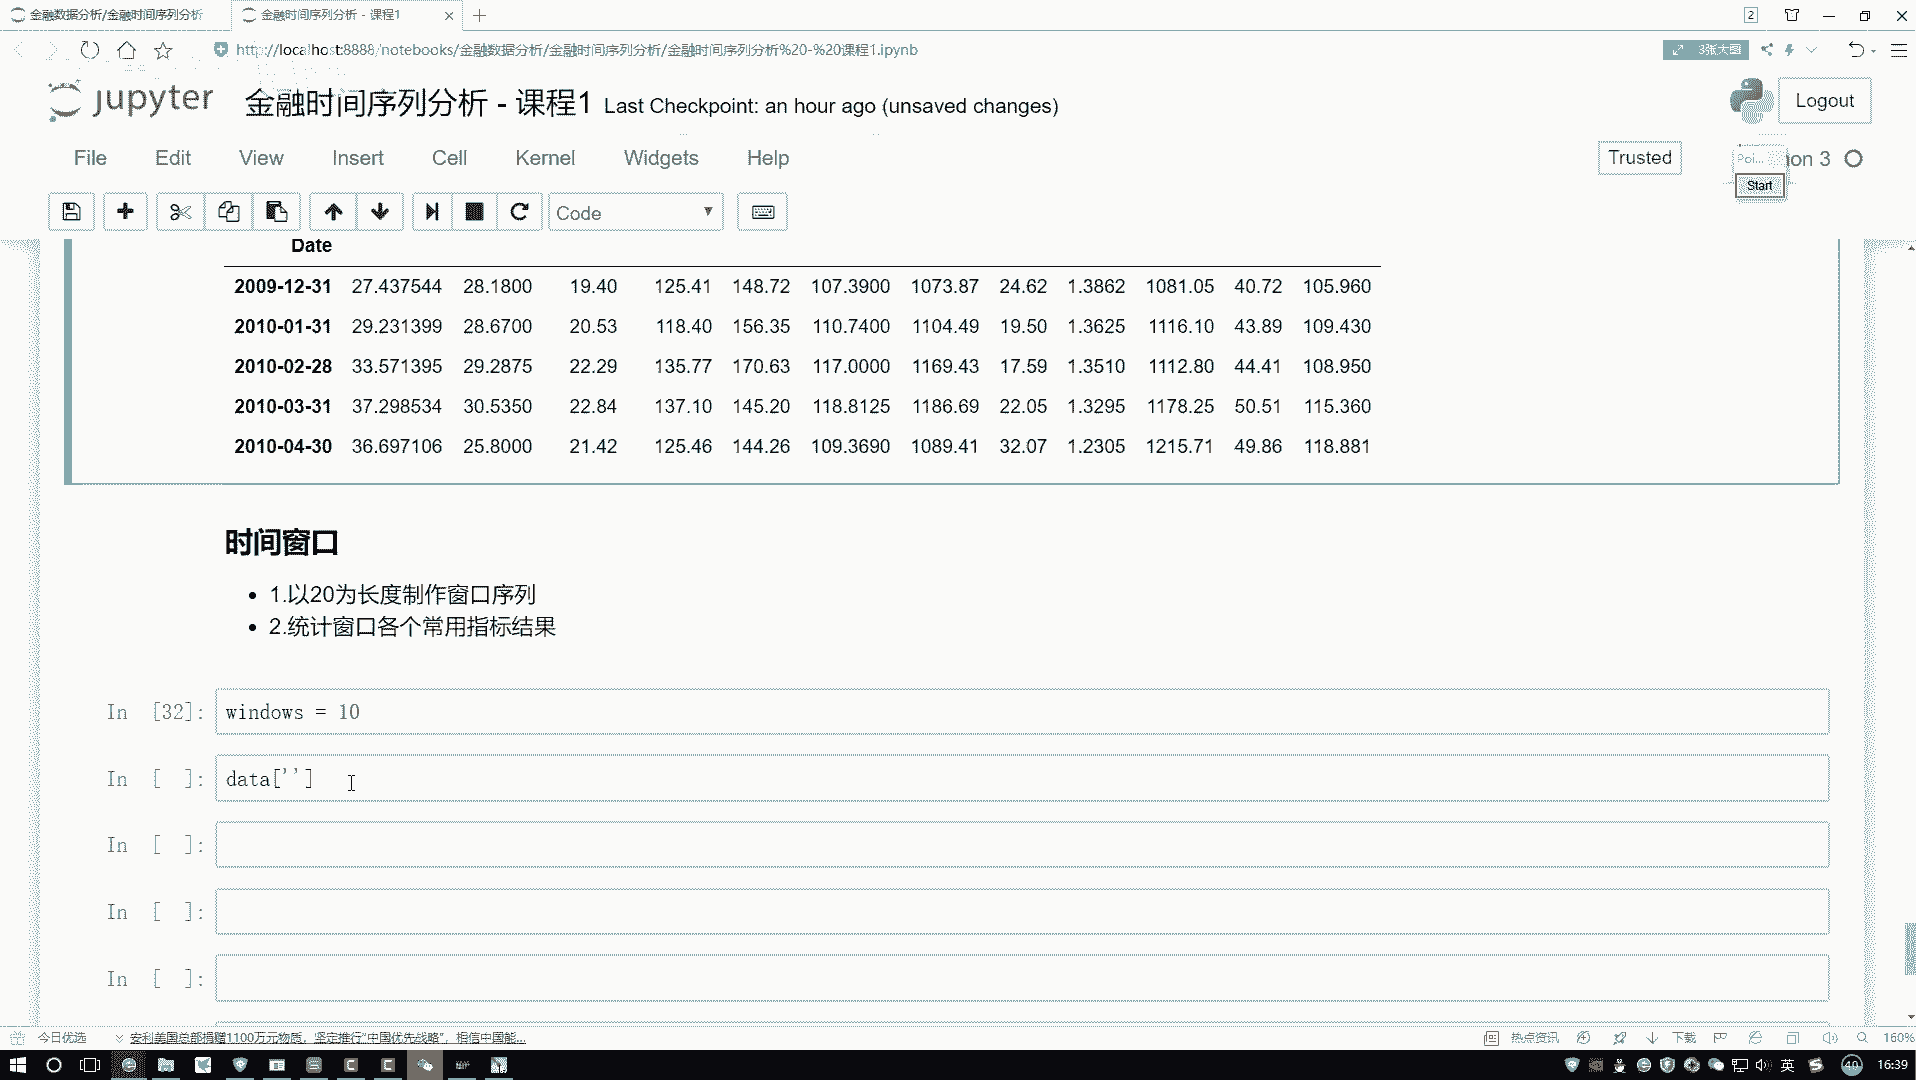 金融数据分析/金融时间序列分析
金融时间序列分析 - 课程1
2
http://localhost:8888/notebooks/金融数据分析/金融时间序列分析/金融时间序列分析%20-%20课程1.ipynb
3张大图
jupyter 金融时间序列分析 - 课程1 Last Checkpoint: an hour ago (unsaved changes)
Logout
File Edit View Insert Cell Kernel Widgets Help
Trusted
Poi... on 3
Start
Code
Date
2009-12-31 27.437544 28.1800 19.40 125.41 148.72 107.3900 1073.87 24.62 1.3862 1081.05 40.72 105.960
2010-01-31 29.231399 28.6700 20.53 118.40 156.35 110.7400 1104.49 19.50 1.3625 1116.10 43.89 109.430
2010-02-28 33.571395 29.2875 22.29 135.77 170.63 117.0000 1169.43 17.59 1.3510 1112.80 44.41 108.950
2010-03-31 37.298534 30.5350 22.84 137.10 145.20 118.8125 1186.69 22.05 1.3295 1178.25 50.51 115.360
2010-04-30 36.697106 25.8000 21.42 125.46 144.26 109.3690 1089.41 32.07 1.2305 1215.71 49.86 118.881
时间窗口
1.以20为长度制作窗口序列
2.统计窗口各个常用指标结果
In [32]: windows = 10
In [ ]: data['']
In [ ]:
In [ ]:
In [ ]:
今日优选
安利美国总部捐赠1100万元物质，坚定推行“中国优先战略”，相信中国能...
热点资讯
下载
160%
英
40
16:39